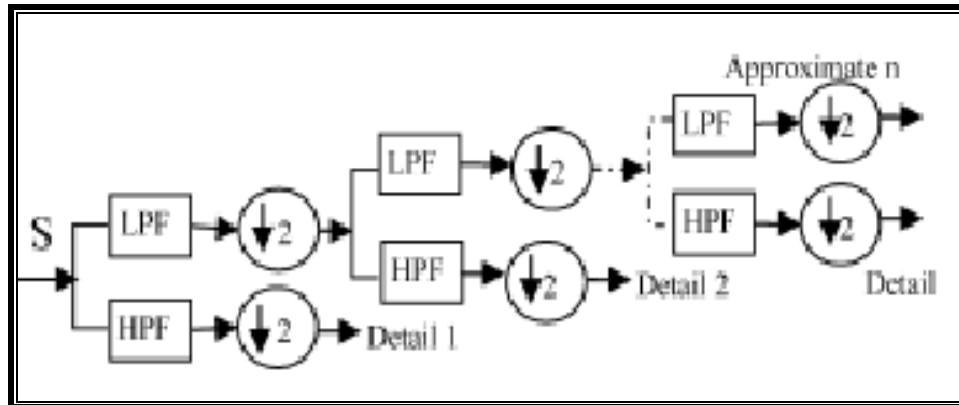 Approximate n
LPF
↓2
LPF
↓2
HPF
↓2
S
LPF
↓2
HPF
↓2
Detail 2
Detail
HPF
↓2
Detail 1